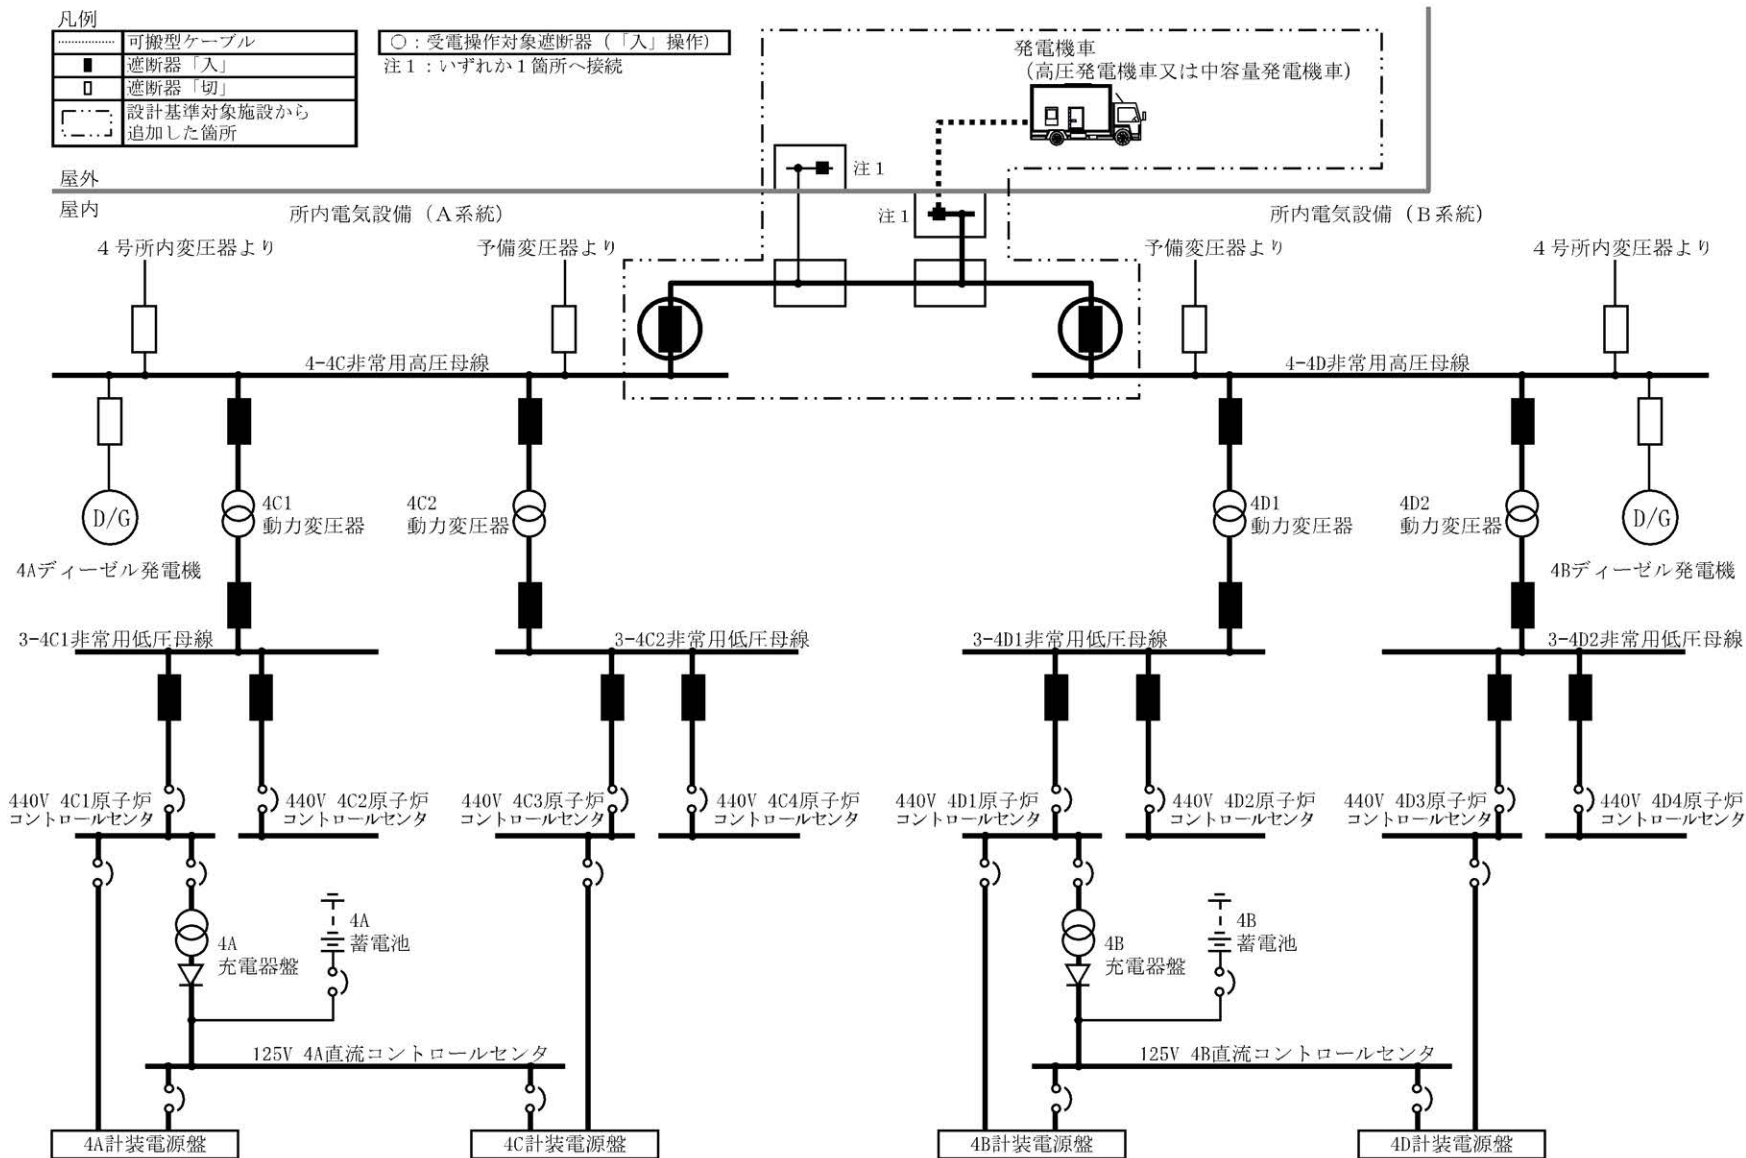 凡例
可搬型ケーブル
遮断器「入」
遮断器「切」
設計基準対象施設から
追加した箇所
○：受電操作対象遮断器（「入」操作）
注１：いずれか１箇所へ接続
発電機車
（高圧発電機車又は中容量発電機車）
注１
屋外
屋内
所内電気設備（Ａ系統）
注１
所内電気設備（Ｂ系統）
４号所内変圧器より
予備変圧器より
予備変圧器より
４号所内変圧器より
4-4C非常用高圧母線
4-4D非常用高圧母線
D/G
4C1
動力変圧器
4C2
動力変圧器
4D1
動力変圧器
4D2
動力変圧器
D/G
4Aディーゼル発電機
4Bディーゼル発電機
3-4C1非常用低圧母線
3-4C2非常用低圧母線
3-4D1非常用低圧母線
3-4D2非常用低圧母線
440V 4C1原子炉
コントロールセンタ
440V 4C2原子炉
コントロールセンタ
440V 4C3原子炉
コントロールセンタ
440V 4C4原子炉
コントロールセンタ
440V 4D1原子炉
コントロールセンタ
440V 4D2原子炉
コントロールセンタ
440V 4D3原子炉
コントロールセンタ
440V 4D4原子炉
コントロールセンタ
4A
充電器盤
4A
蓄電池
4B
充電器盤
4B
蓄電池
125V 4A直流コントロールセンタ
125V 4B直流コントロールセンタ
4A計装電源盤
4C計装電源盤
4B計装電源盤
4D計装電源盤